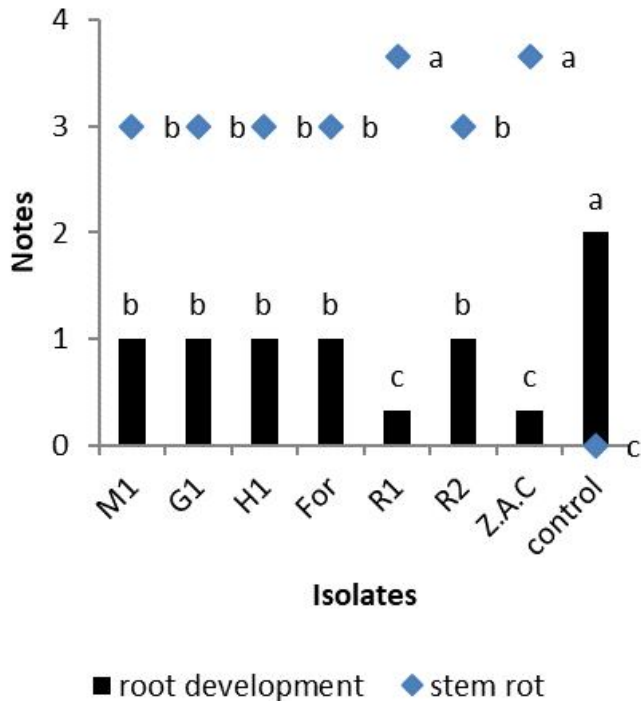 4
a a
3
b b b b b
a
2
b b b b b
1
c c
0
c
M1 G1 H1 For R1 R2 Z.A.C control
Notes
Isolates
root development stem rot